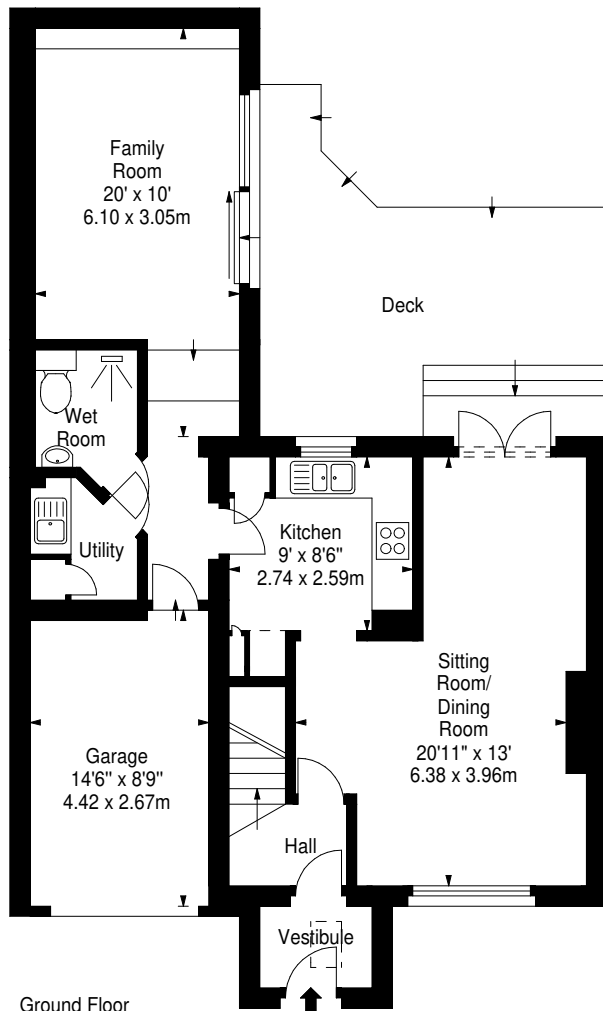 Family
Room
20' x 10'
6.10 x 3.05m
Deck
Wet
Room
Kitchen
9' x 8'6"
2.74 x 2.59m
Utility
Sitting
Room/
Dining
Room
20'11" x 13'
6.38 x 3.96m
Garage
14'6" x 8'9"
4.42 x 2.67m
Hall
Vestibule
Ground Floor